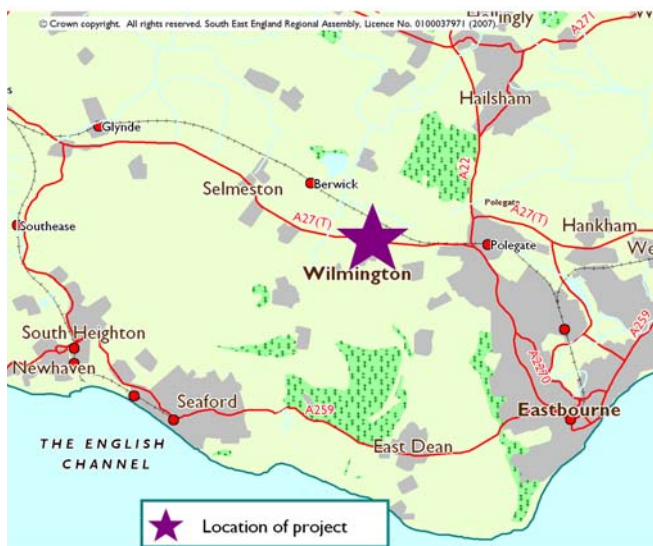 © Crown copyright. All rights reserved. South East England Regional Assembly, Licence No. 0100037971 (2007)
A271
Hailsham
Glynde
A22
Selmeston
Berwick
Polegate
A27(T)
A27(T)
Hankham
Southease
Polegate
Wilmington
A259
South Heighton
Newhaven
A2270
Seaford
A259
Eastbourne
East Dean
THE ENGLISH
CHANNEL
Location of project